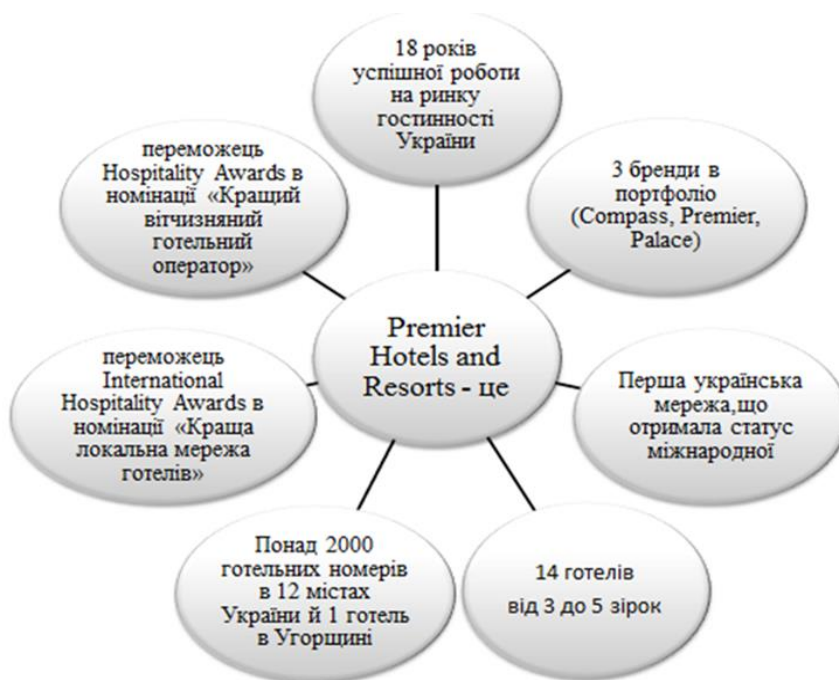 18 років
успішної роботи
на ринку
гостинності
України
3 бренди в
портфоліо
(Compass, Premier,
Palace)
Перша українська
мережа,що
отримала статус
міжнародної
14 готелів
від 3 до 5 зірок
Понад 2000
готельних номерів
в 12 містах
України й 1 готель
в Угорщині
переможець
International
Hospitality Awards в
номінації «Краща
локальна мережа
готелів»
переможець
Hospitality Awards в
номінації «Кращий
вітчизняний
готельний
оператор»
Premier
Hotels and
Resorts - це